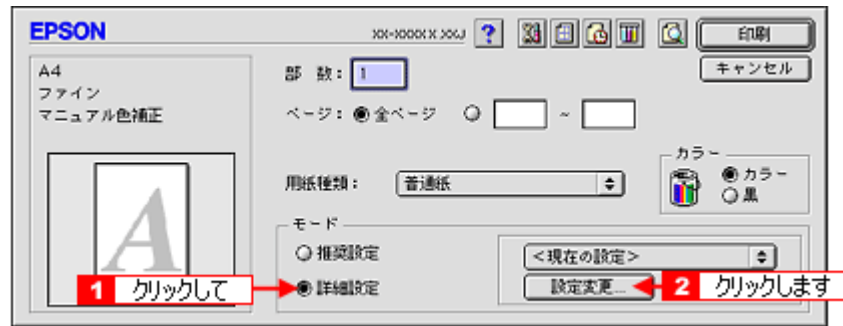 EPSON
XX-XXXX X.XXJ
?
印刷
キャンセル
A4
ファイン
マニュアル色補正
部 数: 1
ページ: 全ページ ~
用紙種類: 普通紙
カラー
カラー
黒
モード
推奨設定
詳細設定
<現在の設定>
設定変更...
1 クリックして
2 クリックします
A